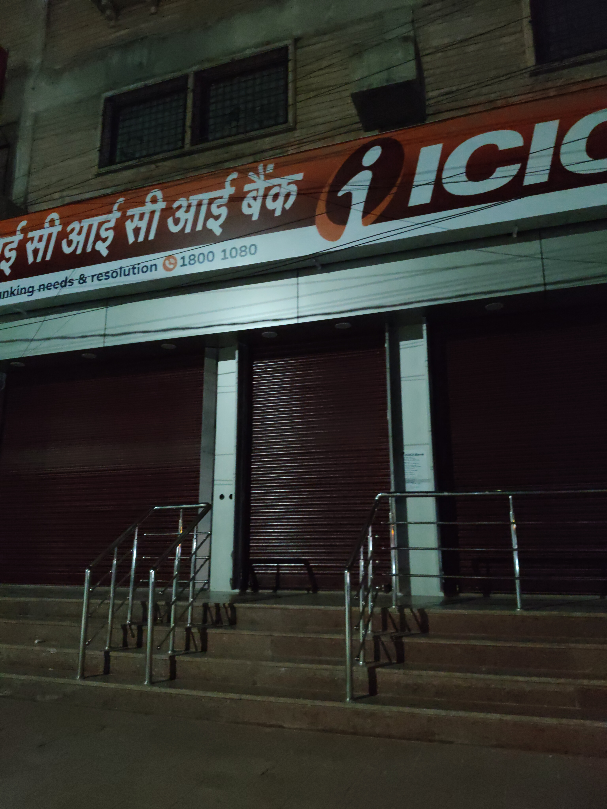 ई सी आई सी आई बैंक i ICIC
nking needs & resolution 1800 1080